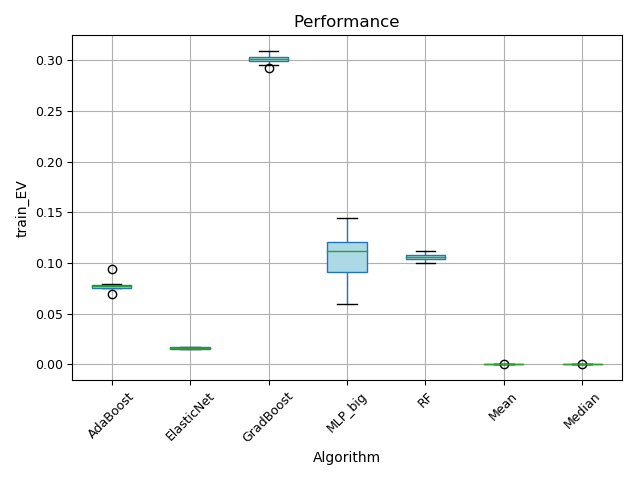 Performance
train_EV
0.30
0.25
0.20
0.15
0.10
0.05
0.00
AdaBoost
ElasticNet
GradBoost
MLP_big
RF
Mean
Median
Algorithm